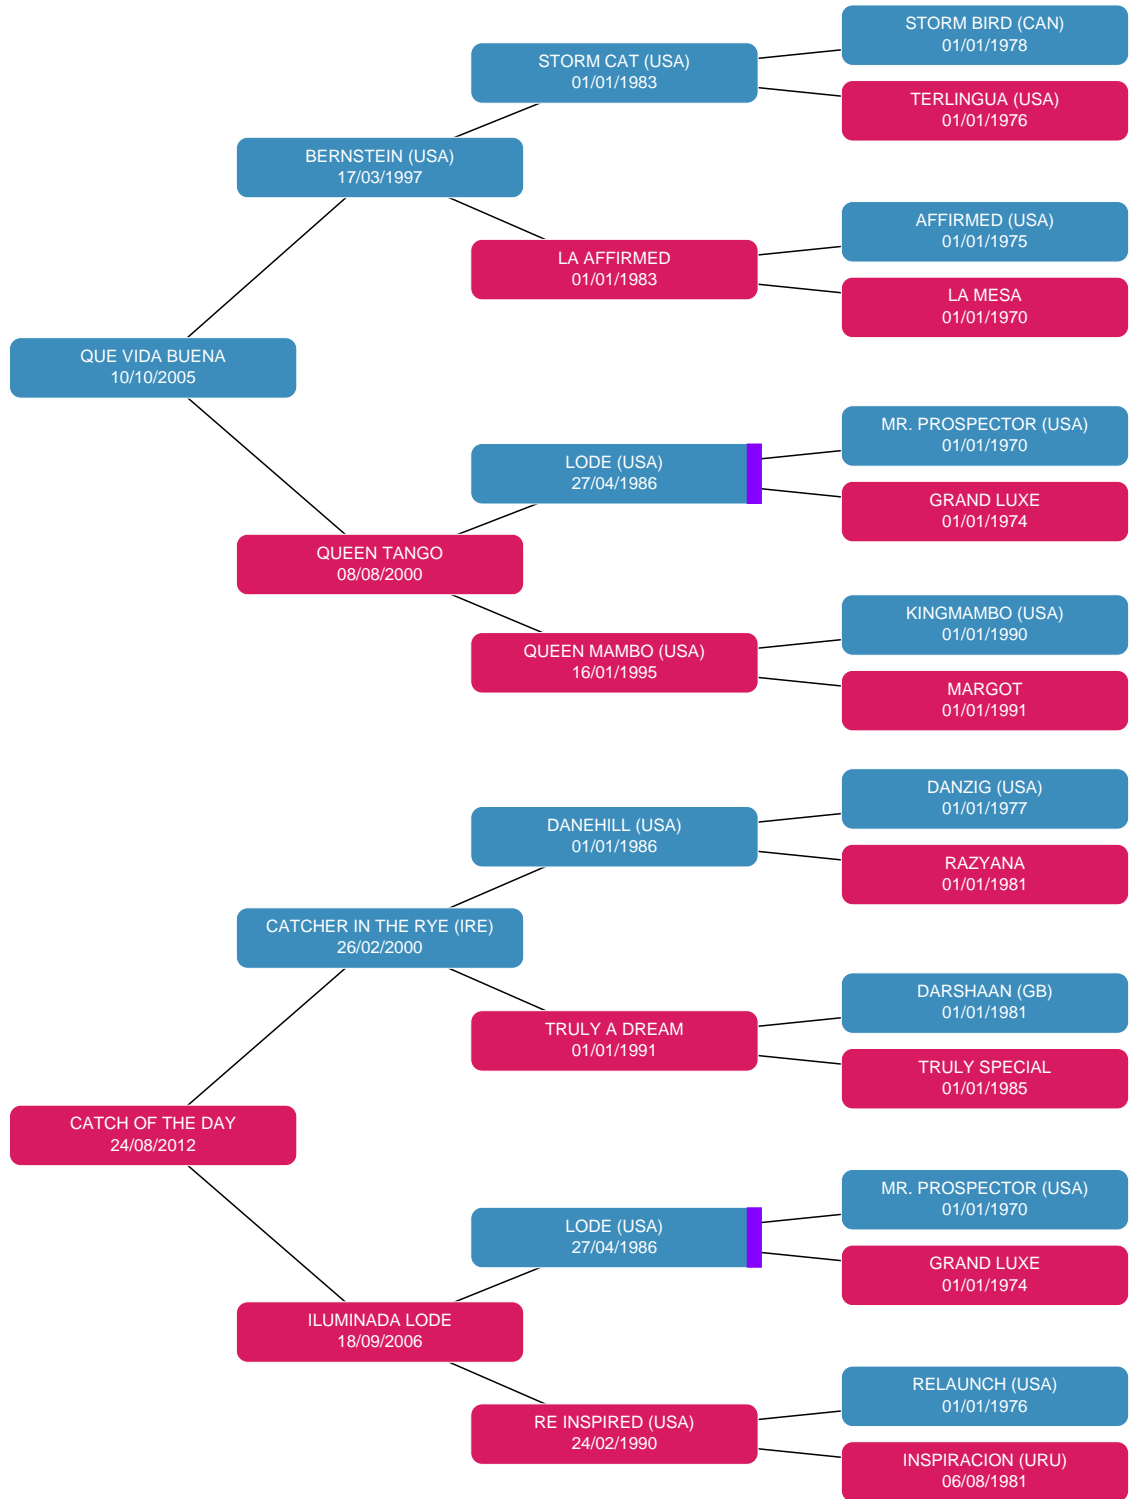 STORM BIRD (CAN)
01/01/1978
STORM CAT (USA)
01/01/1983
TERLINGUA (USA)
01/01/1976
BERNSTEIN (USA)
17/03/1997
AFFIRMED (USA)
01/01/1975
LA AFFIRMED
01/01/1983
LA MESA
01/01/1970
QUE VIDA BUENA
10/10/2005
MR. PROSPECTOR (USA)
01/01/1970
LODE (USA)
27/04/1986
GRAND LUXE
01/01/1974
QUEEN TANGO
08/08/2000
KINGMAMBO (USA)
01/01/1990
QUEEN MAMBO (USA)
16/01/1995
MARGOT
01/01/1991
DANZIG (USA)
01/01/1977
DANEHILL (USA)
01/01/1986
RAZYANA
01/01/1981
CATCHER IN THE RYE (IRE)
26/02/2000
DARSHAAN (GB)
01/01/1981
TRULY A DREAM
01/01/1991
TRULY SPECIAL
01/01/1985
CATCH OF THE DAY
24/08/2012
MR. PROSPECTOR (USA)
01/01/1970
LODE (USA)
27/04/1986
GRAND LUXE
01/01/1974
ILUMINADA LODE
18/09/2006
RELAUNCH (USA)
01/01/1976
RE INSPIRED (USA)
24/02/1990
INSPIRACION (URU)
06/08/1981